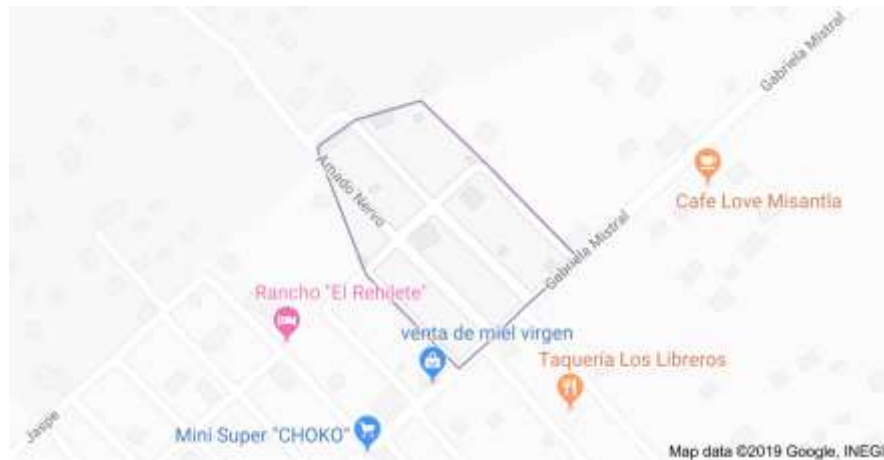 Gabriela Mistral
Amado Nervo
Cafe Love Misantla
Gabriela Mistral
Rancho "El Rehilete"
venta de miel virgen
Taquería Los Libreros
Jaspe
Mini Super "CHOKO"
Map data ©2019 Google, INEGI